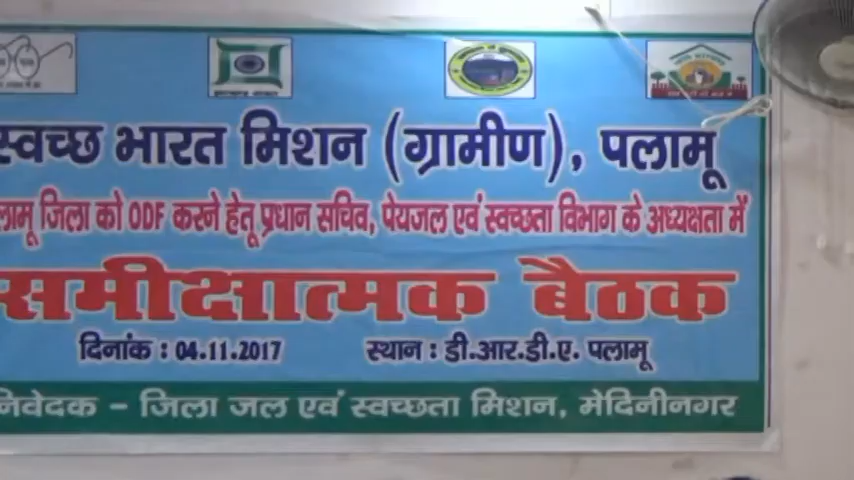 स्वच्छ भारत मिशन (ग्रामीण), पलामू
पलामू जिला को ODF करने हेतू प्रधान सचिव, पेयजल एवं स्वच्छता विभाग के अध्यक्षता में
समीक्षात्मक बैठक
दिनांक : 04.11.2017 स्थान : डी.आर.डी.ए. पलामू
निवेदक - जिला जल एवं स्वच्छता मिशन, मेदिनीनगर